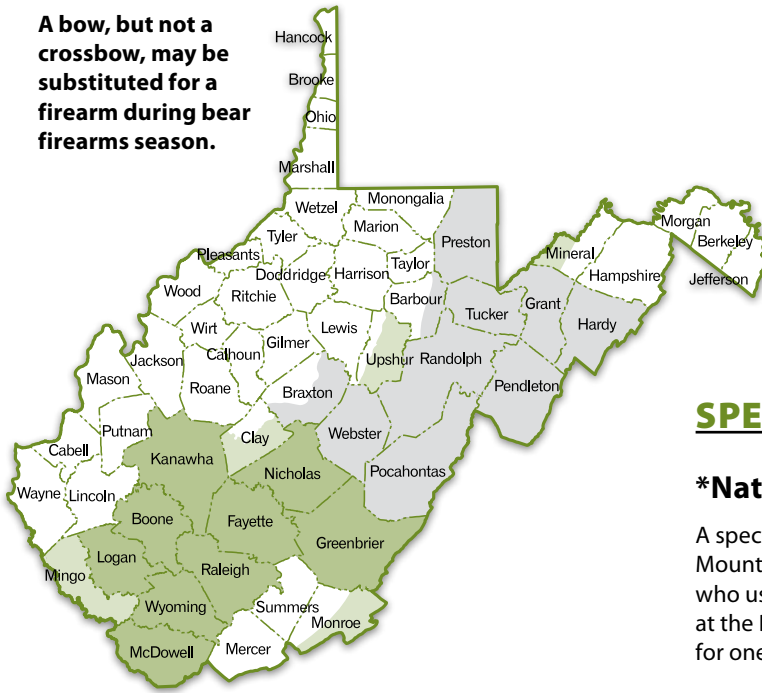 A bow, but not a
crossbow, may be
substituted for a
firearm during bear
firearms season.
Hancock
Brooke
Ohio
Marshall
Wetzel
Monongalia
Marion
Preston
Tyler
Pleasants
Doddridge
Harrison
Taylor
Barbour
Wood
Ritchie
Wirt
Calhoun
Gilmer
Lewis
Upshur
Randolph
Tucker
Grant
Mineral
Hampshire
Hardy
Morgan
Berkeley
Jefferson
Pendleton
Jackson
Roane
Braxton
Webster
Mason
Putnam
Clay
Pocahontas
Cabell
Kanawha
Nicholas
Wayne
Lincoln
Boone
Fayette
Greenbrier
Logan
Raleigh
Mingo
Wyoming
Summers
Monroe
McDowell
Mercer
SPE
*Nat
A spec
Mount
who us
at the
for one